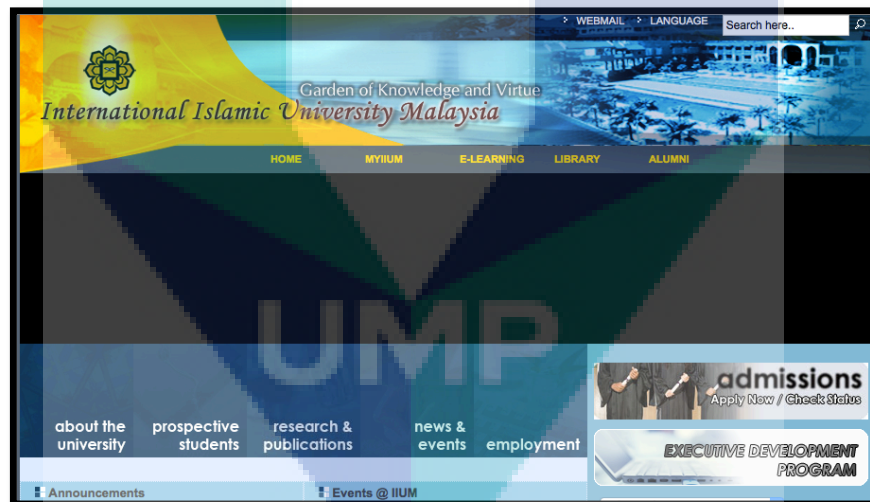 WEBMAIL LANGUAGE Search here..
Garden of Knowledge and Virtue
International Islamic University Malaysia
HOME MYIIUM E-LEARNING LIBRARY ALUMNI
UMP
admissions
Apply Now / Check Status
about the university
prospective students
research & publications
news & events
employment
EXECUTIVE DEVELOPMENT
PROGRAM
Announcements Events @ IIUM